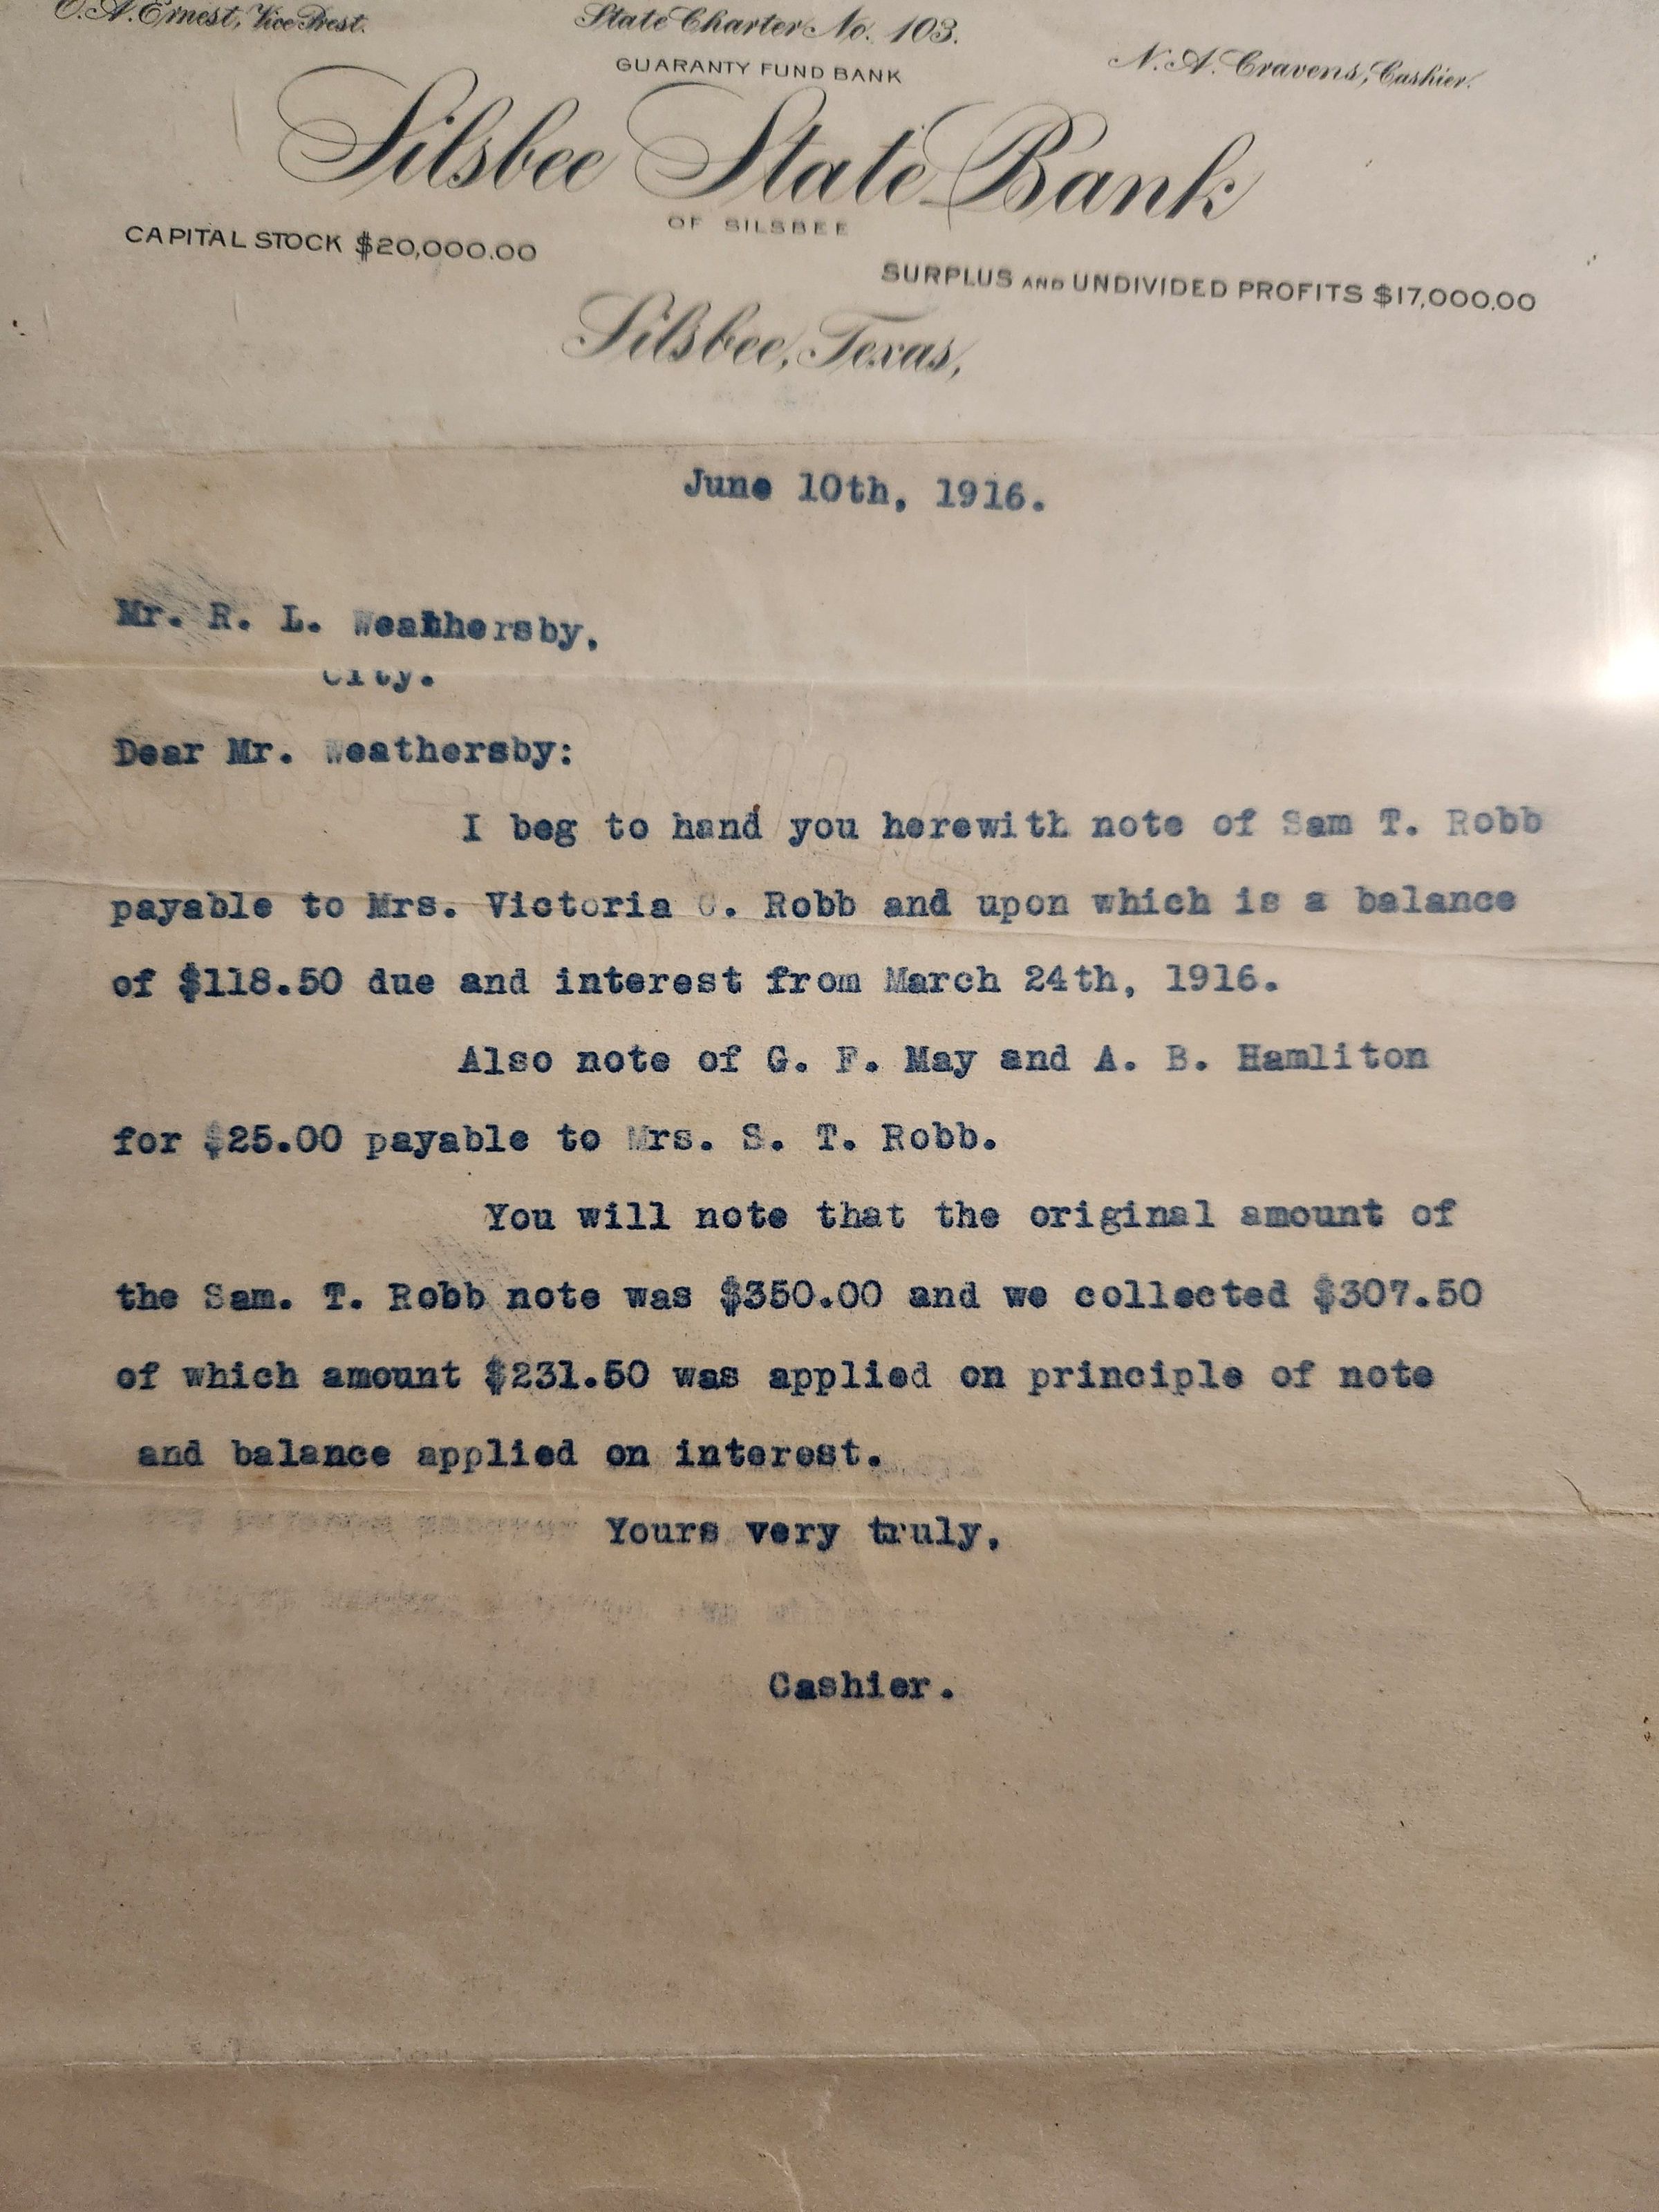 O. A. Ernest, Vice Prest.
State Charter No. 103.
N. A. Cravens, Cashier.
GUARANTY FUND BANK
Silsbee State Bank
OF SILSBEE
CAPITAL STOCK $20,000.00
SURPLUS AND UNDIVIDED PROFITS $17,000.00
Silsbee, Texas,
June 10th, 1916.
Mr. R. L. Weathersby,
City.
Dear Mr. Weathersby:
I beg to hand you herewith note of Sam T. Robb
payable to Mrs. Victoria C. Robb and upon which is a balance
of $118.50 due and interest from March 24th, 1916.
Also note of G. F. May and A. B. Hamliton
for $25.00 payable to Mrs. S. T. Robb.
You will note that the original amount of
the Sam. T. Robb note was $350.00 and we collected $307.50
of which amount $231.50 was applied on principle of note
and balance applied on interest.
Yours very truly,
Cashier.